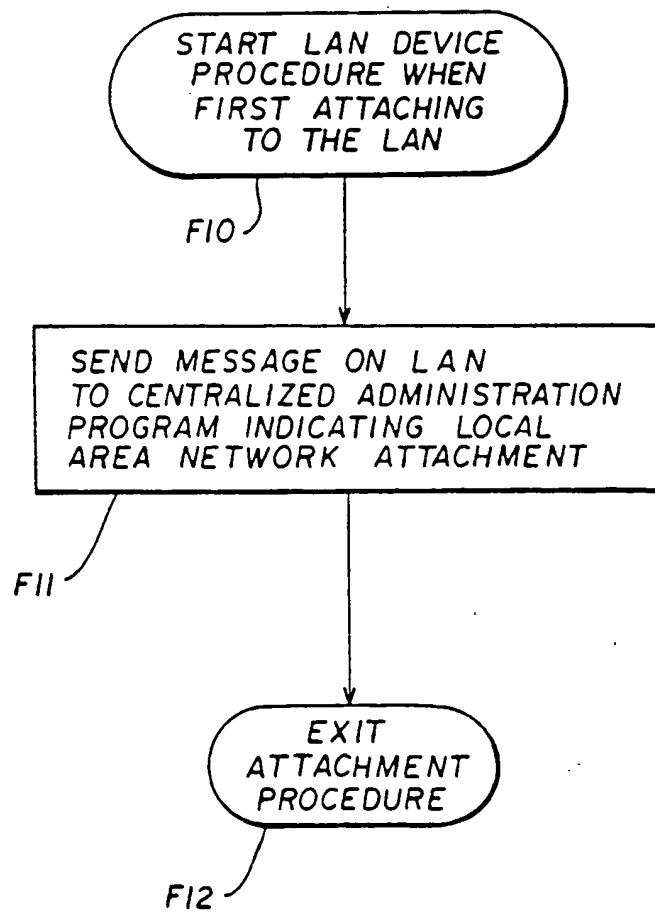 START LAN DEVICE
PROCEDURE WHEN
FIRST ATTACHING
TO THE LAN
F10
SEND MESSAGE ON LAN
TO CENTRALIZED ADMINISTRATION
PROGRAM INDICATING LOCAL
AREA NETWORK ATTACHMENT
F11
EXIT
ATTACHMENT
PROCEDURE
F12